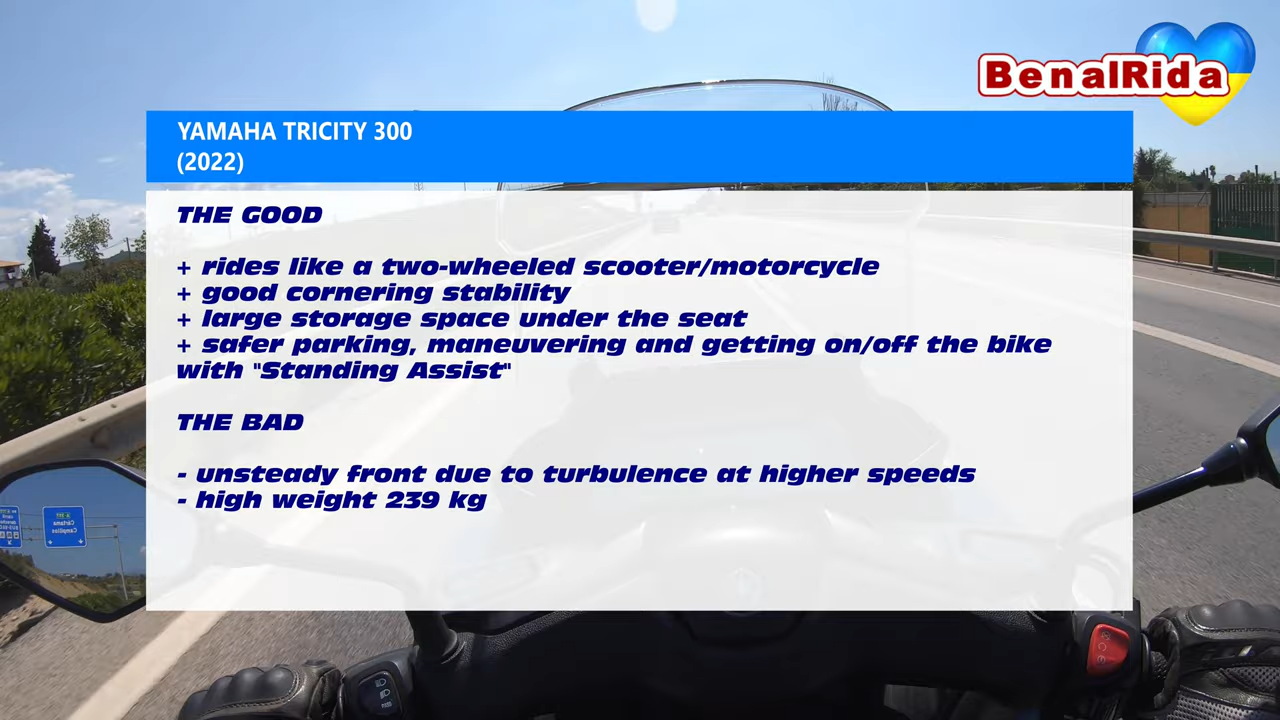 BenalRida
YAMAHA TRICITY 300
(2022)
THE GOOD
+ rides like a two-wheeled scooter/motorcycle
+ good cornering stability
+ large storage space under the seat
+ safer parking, maneuvering and getting on/off the bike
with "Standing Assist"
THE BAD
- unsteady front due to turbulence at higher speeds
- high weight 239 kg
Cártama
Campillos